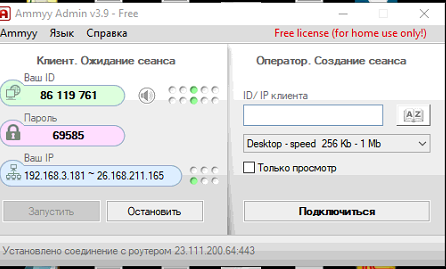 Ammyy Admin v3.9 - Free
Ammyy Язык Справка Free license (for home use only!)
Клиент. Ожидание сеанса
Ваш ID
86 119 761
Пароль
69585
Ваш IP
192.168.3.181 ~ 26.168.211.165
Запустить Остановить
Оператор. Создание сеанса
ID/ IP клиента
A Z
Desktop - speed 256 Kb - 1 Mb
Только просмотр
Подключиться
Установлено соединение с роутером 23.111.200.64:443